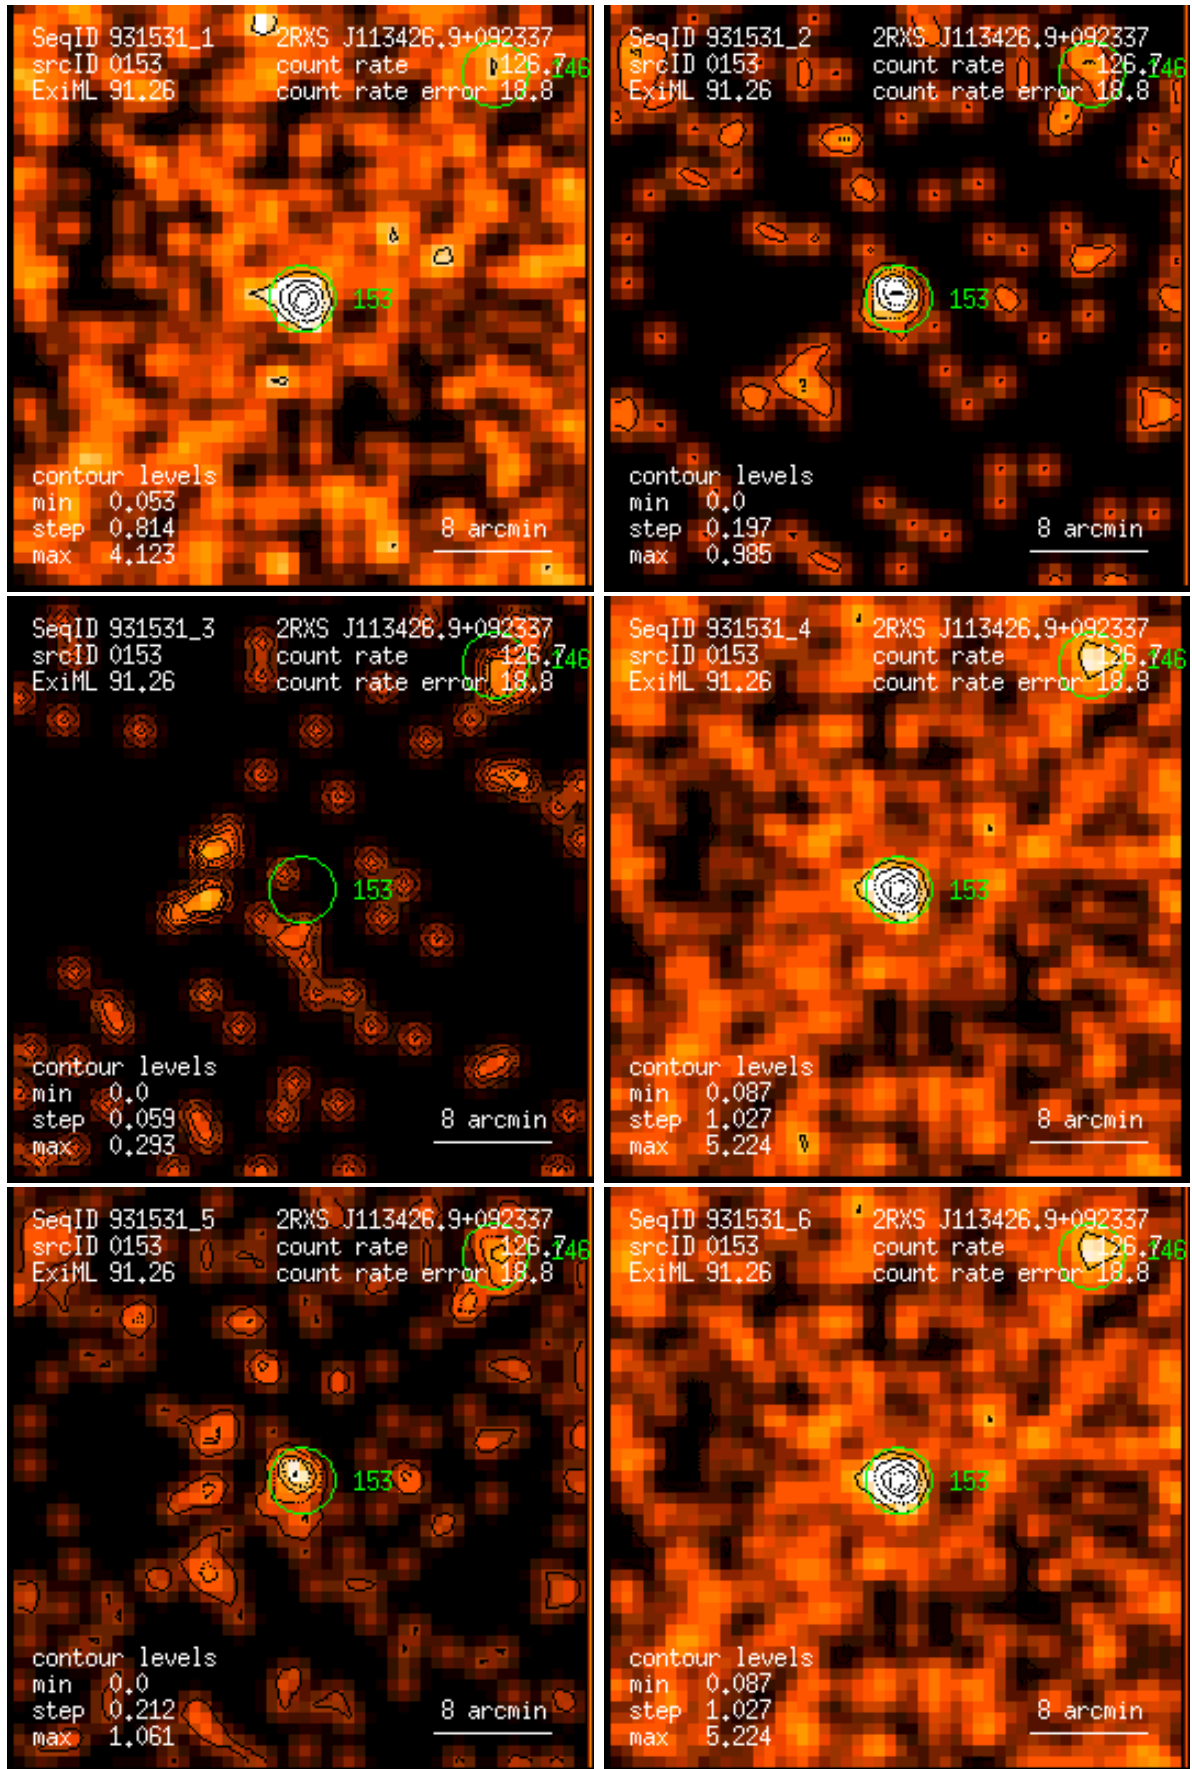 SeqID 931531_1 2RXS J113426.9+092337
srcID 0153 count rate 126.7 146
ExiML 91.26 count rate error 18.8
153
contour levels
min 0.053
step 0.814 8 arcmin
max 4.123
SeqID 931531_2 2RXS J113426.9+092337
srcID 0153 count rate 126.7 146
ExiML 91.26 count rate error 18.8
153
contour levels
min 0.0
step 0.197 8 arcmin
max 0.985
SeqID 931531_3 2RXS J113426.9+092337
srcID 0153 count rate 126.7 146
ExiML 91.26 count rate error 18.8
153
contour levels
min 0.0
step 0.059 8 arcmin
max 0.293
SeqID 931531_4 2RXS J113426.9+092337
srcID 0153 count rate 126.7 146
ExiML 91.26 count rate error 18.8
153
contour levels
min 0.087
step 1.027 8 arcmin
max 5.224
SeqID 931531_5 2RXS J113426.9+092337
srcID 0153 count rate 126.7 146
ExiML 91.26 count rate error 18.8
153
contour levels
min 0.0
step 0.212 8 arcmin
max 1.061
SeqID 931531_6 2RXS J113426.9+092337
srcID 0153 count rate 126.7 146
ExiML 91.26 count rate error 18.8
153
contour levels
min 0.087
step 1.027 8 arcmin
max 5.224